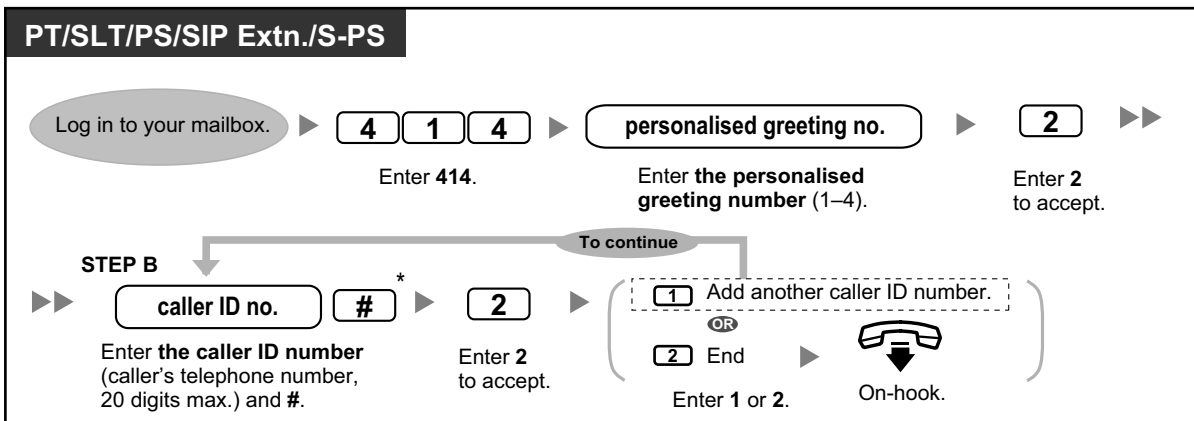 PT/SLT/PS/SIP Extn./S-PS
Log in to your mailbox.
4 1 4
Enter 414.
personalised greeting no.
Enter the personalised
greeting number (1–4).
2
Enter 2
to accept.
To continue
STEP B
caller ID no. # *
Enter the caller ID number
(caller's telephone number,
20 digits max.) and #.
2
Enter 2
to accept.
1 Add another caller ID number.
OR
2 End
Enter 1 or 2.
On-hook.